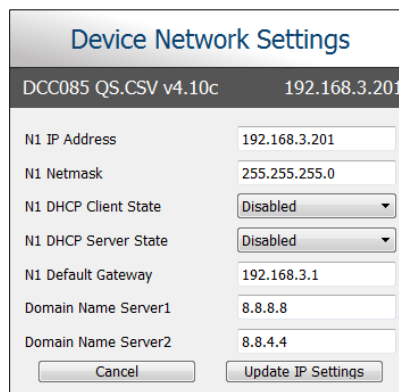 Device Network Settings
DCC085 QS.CSV v4.10c 192.168.3.201
N1 IP Address 192.168.3.201
N1 Netmask 255.255.255.0
N1 DHCP Client State Disabled
N1 DHCP Server State Disabled
N1 Default Gateway 192.168.3.1
Domain Name Server1 8.8.8.8
Domain Name Server2 8.8.4.4
Cancel Update IP Settings